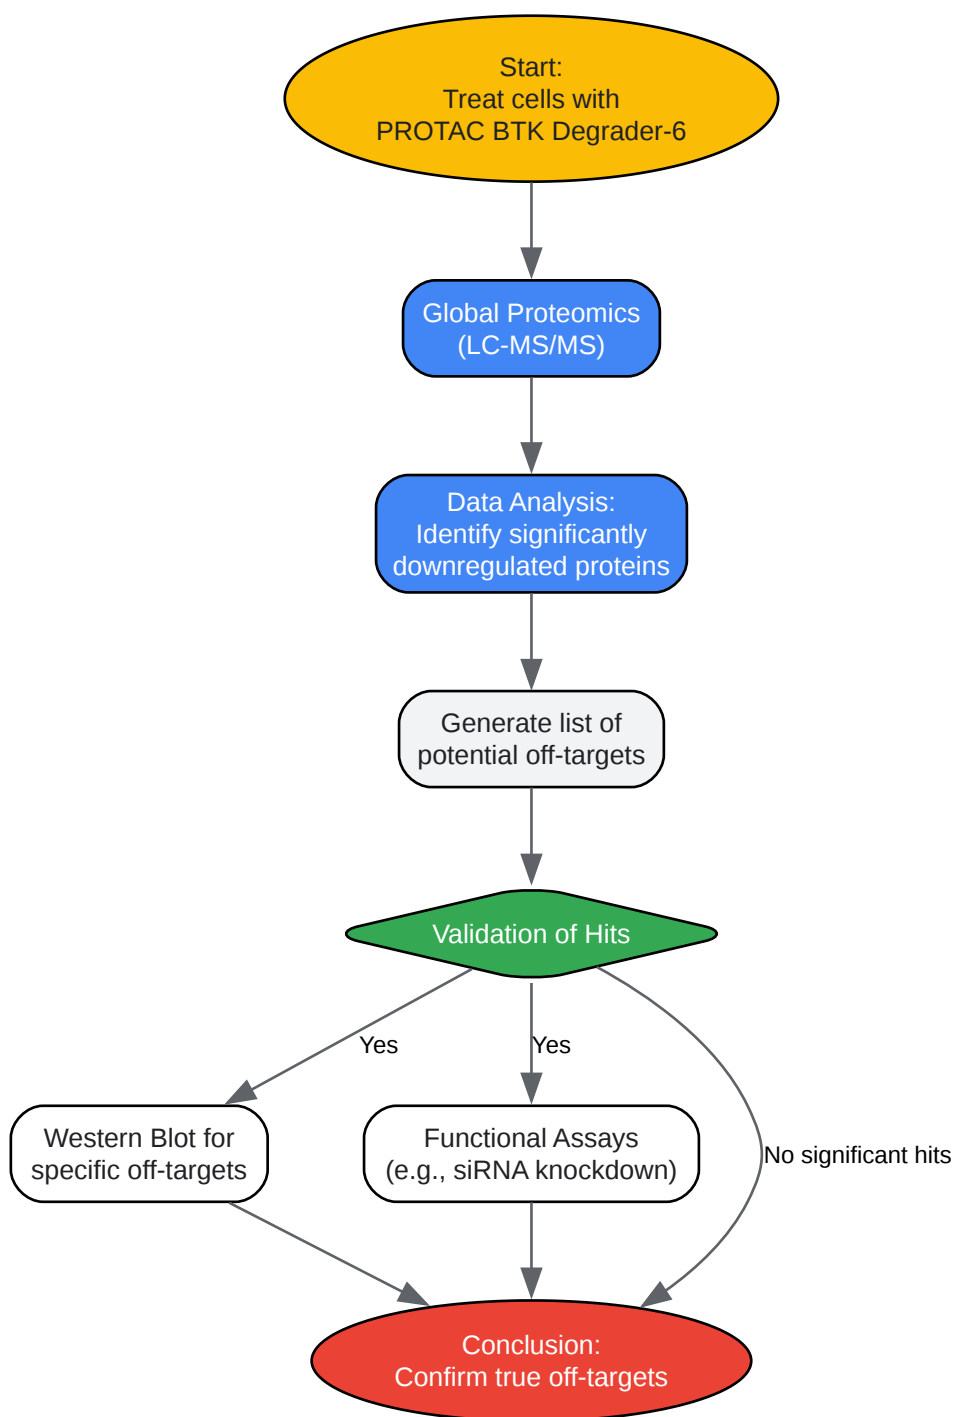 Start:
Treat cells with
PROTAC BTK Degrader-6
Global Proteomics
(LC-MS/MS)
Data Analysis:
Identify significantly
downregulated proteins
Generate list of
potential off-targets
Validation of Hits
Yes
Yes
No significant hits
Western Blot for
specific off-targets
Functional Assays
(e.g., siRNA knockdown)
Conclusion:
Confirm true off-targets